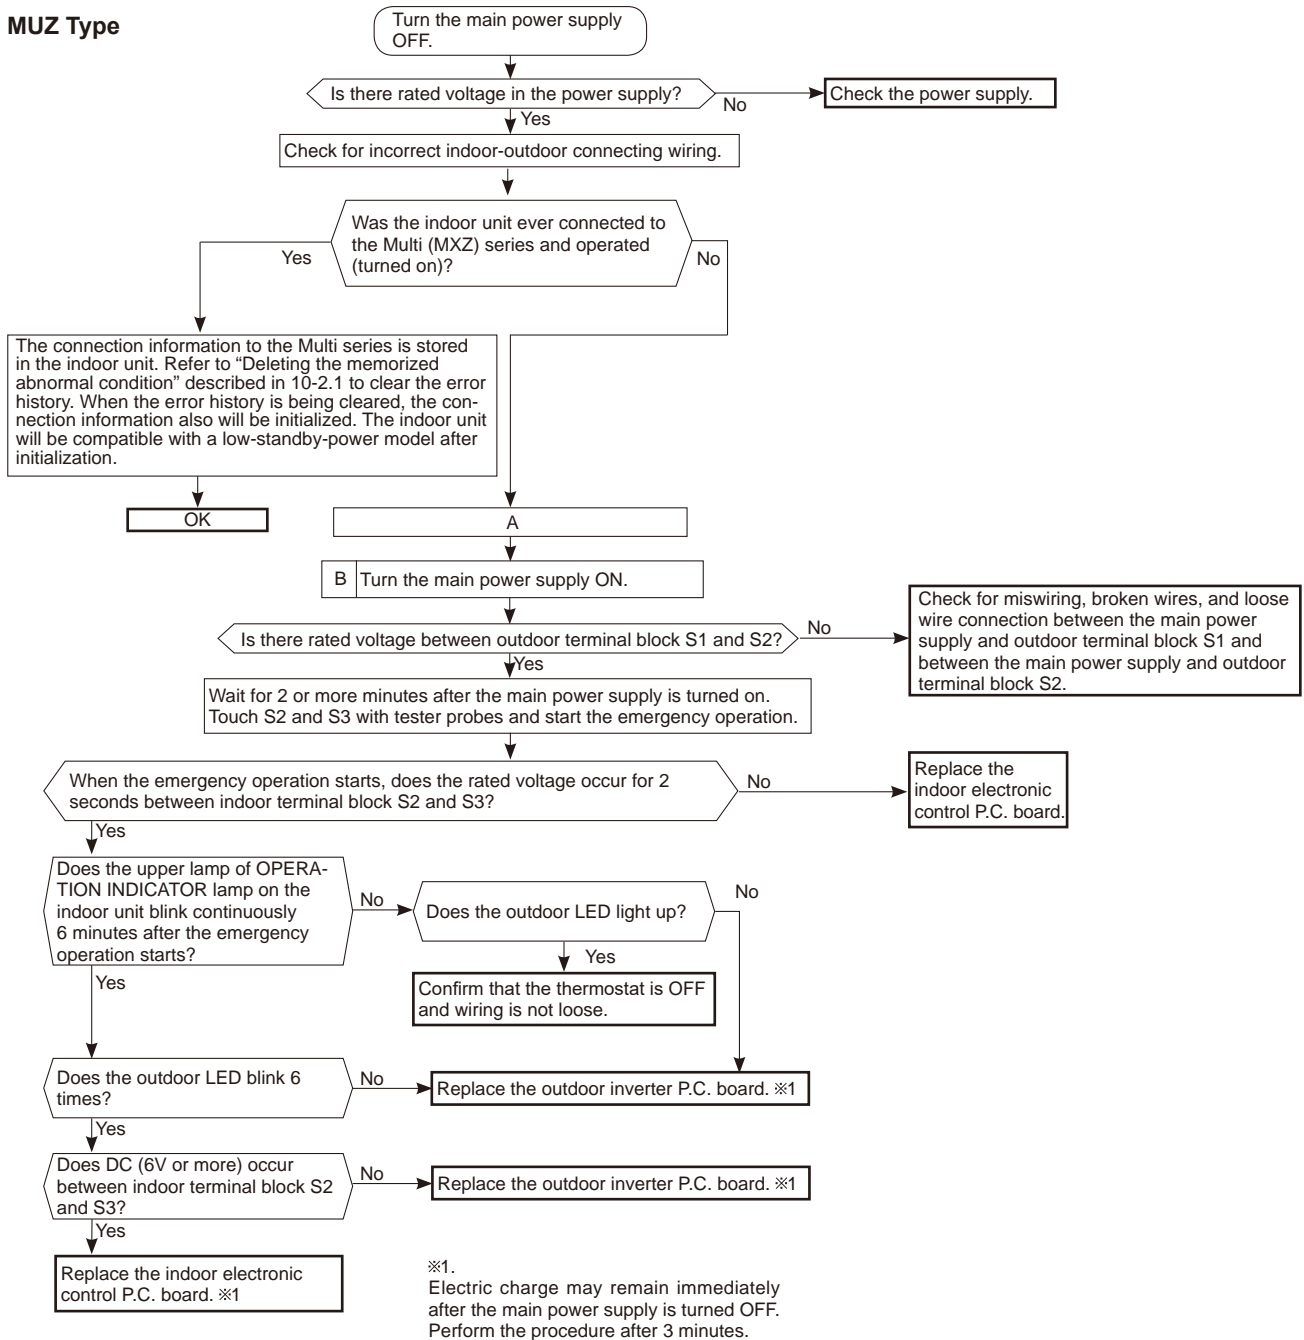 MUZ Type
Turn the main power supply
OFF.
Is there rated voltage in the power supply?
No
Check the power supply.
Yes
Check for incorrect indoor-outdoor connecting wiring.
Was the indoor unit ever connected to
the Multi (MXZ) series and operated
(turned on)?
Yes
No
The connection information to the Multi series is stored
in the indoor unit. Refer to “Deleting the memorized
abnormal condition” described in 10-2.1 to clear the error
history. When the error history is being cleared, the con-
nection information also will be initialized. The indoor unit
will be compatible with a low-standby-power model after
initialization.
OK
A
B Turn the main power supply ON.
Is there rated voltage between outdoor terminal block S1 and S2?
No
Check for miswiring, broken wires, and loose
wire connection between the main power
supply and outdoor terminal block S1 and
between the main power supply and outdoor
terminal block S2.
Yes
Wait for 2 or more minutes after the main power supply is turned on.
Touch S2 and S3 with tester probes and start the emergency operation.
When the emergency operation starts, does the rated voltage occur for 2
seconds between indoor terminal block S2 and S3?
No
Replace the
indoor electronic
control P.C. board.
Yes
Does the upper lamp of OPERA-
TION INDICATOR lamp on the
indoor unit blink continuously
6 minutes after the emergency
operation starts?
No
Does the outdoor LED light up?
No
Yes
Confirm that the thermostat is OFF
and wiring is not loose.
Yes
Does the outdoor LED blink 6
times?
No
Replace the outdoor inverter P.C. board. ※1
Yes
Does DC (6V or more) occur
between indoor terminal block S2
and S3?
No
Replace the outdoor inverter P.C. board. ※1
Yes
Replace the indoor electronic
control P.C. board. ※1
※1.
Electric charge may remain immediately
after the main power supply is turned OFF.
Perform the procedure after 3 minutes.